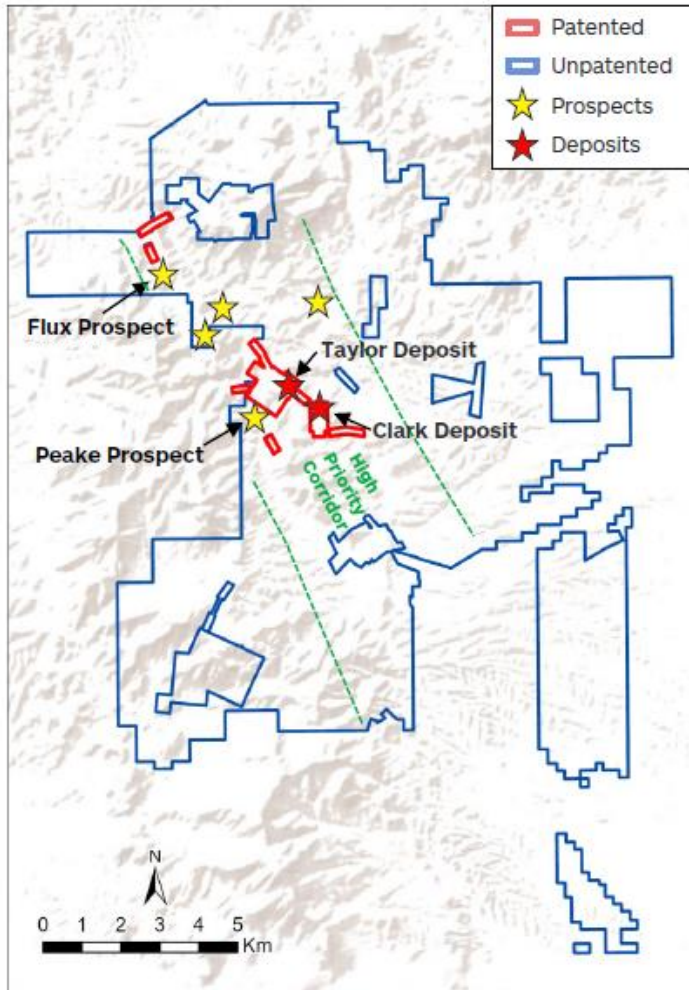 Patented
Unpatented
Prospects
Deposits
Flux Prospect
Taylor Deposit
Clark Deposit
Peake Prospect
High
Priority
Corridor
N
0 1 2 3 4 5
Km